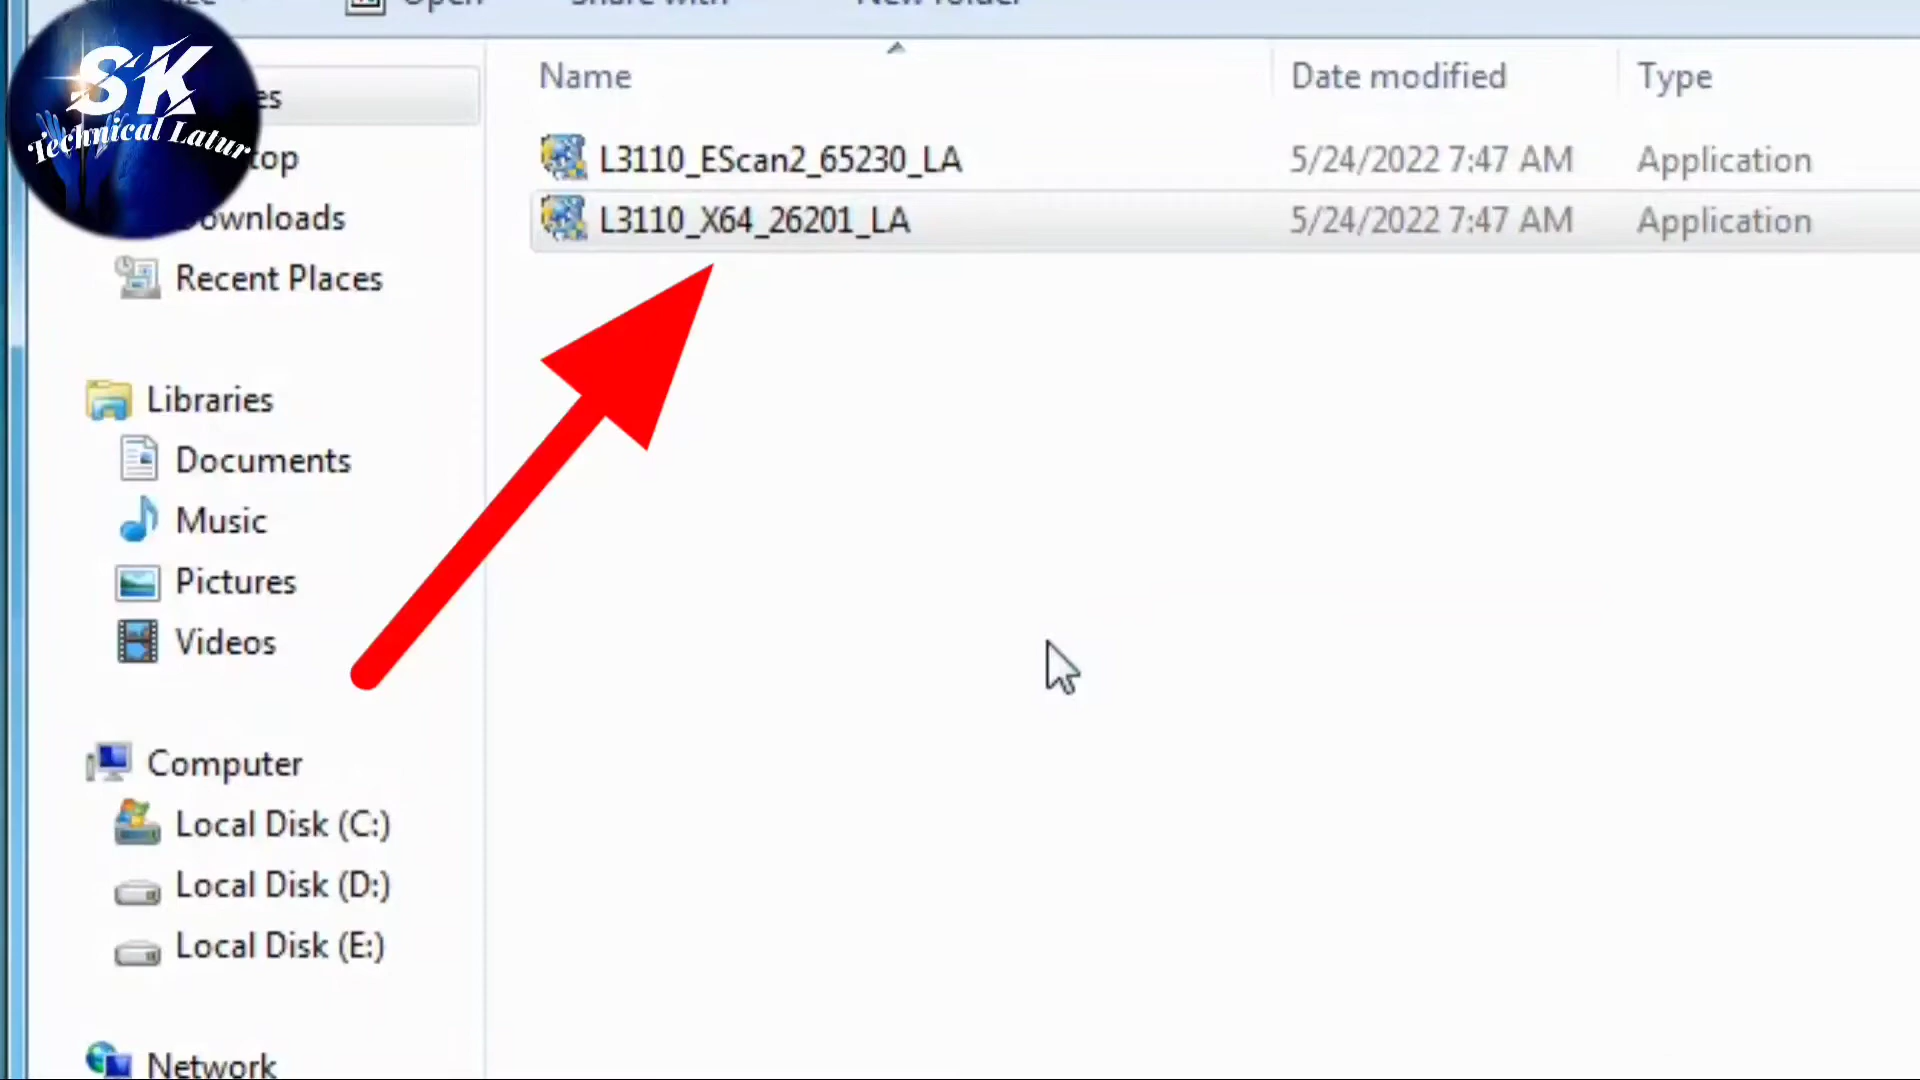 Open
Share with
New folder
SK
Technical Latur
Name
Date modified
Type
L3110_EScan2_65230_LA
5/24/2022 7:47 AM
Application
L3110_X64_26201_LA
5/24/2022 7:47 AM
Application
Recent Places
Libraries
Documents
Music
Pictures
Videos
Computer
Local Disk (C:)
Local Disk (D:)
Local Disk (E:)
Network